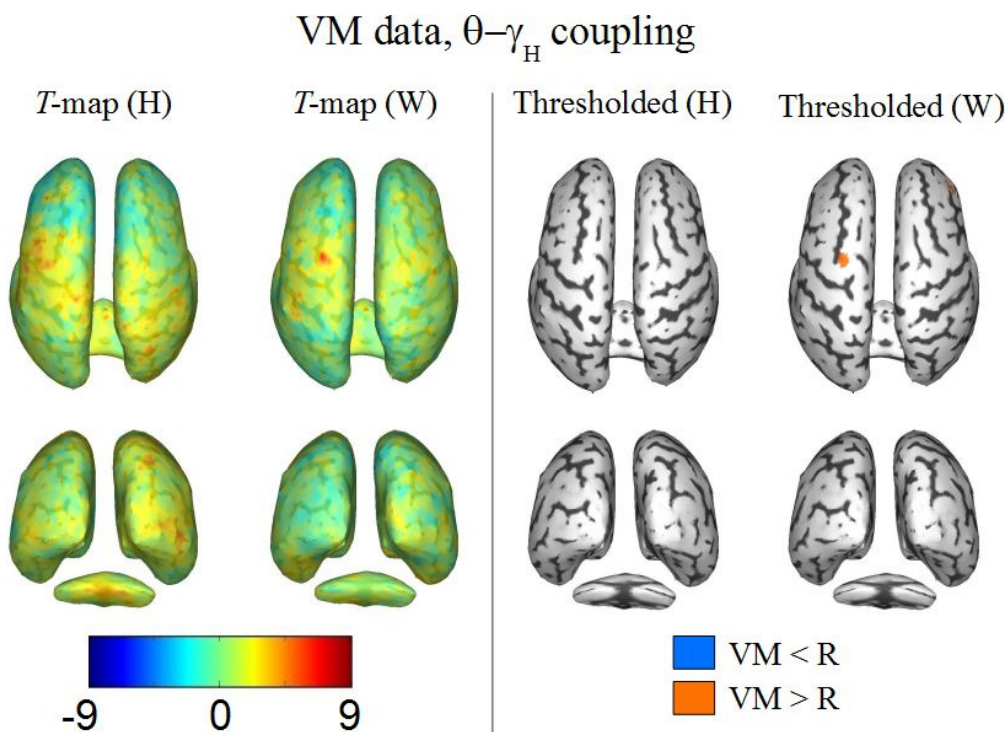 VM data, θ−γH coupling
T-map (H)
T-map (W)
Thresholded (H)
Thresholded (W)
-9
0
9
VM < R
VM > R